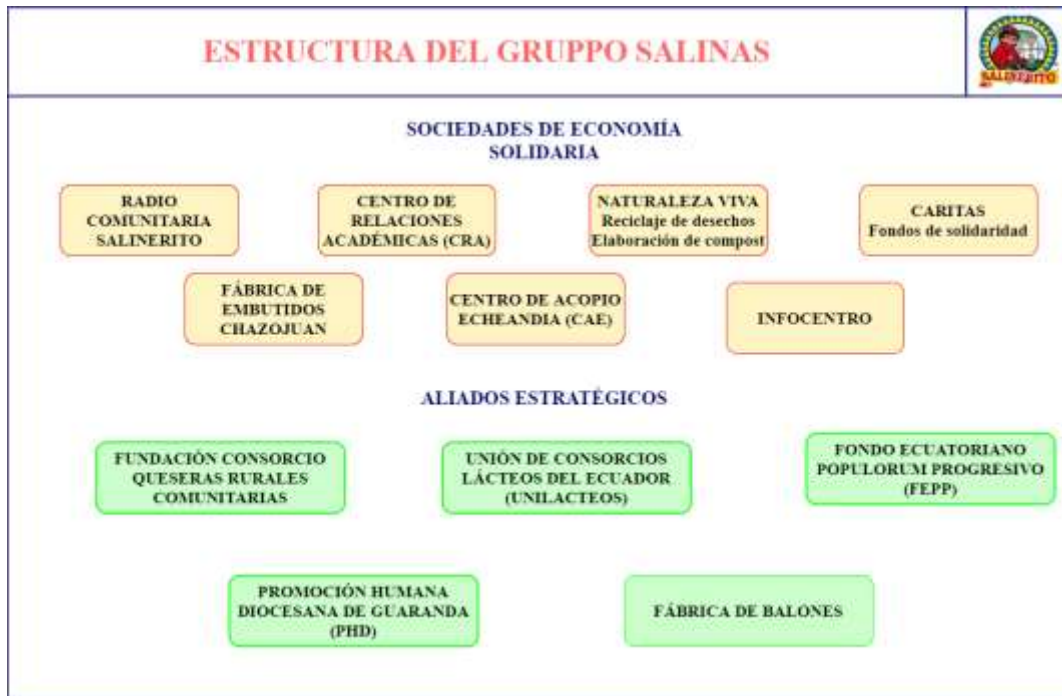 ESTRUCTURA DEL GRUPPO SALINAS
SALINERITO
SOCIEDADES DE ECONOMÍA
SOLIDARIA
RADIO
COMUNITARIA
SALINERITO
CENTRO DE
RELACIONES
ACADÉMICAS (CRA)
NATURALEZA VIVA
Reciclaje de desechos
Elaboración de compost
CARITAS
Fondos de solidaridad
FÁBRICA DE
EMBUTIDOS
CHAZOJUAN
CENTRO DE ACOPIO
ECHEANDIA (CAE)
INFOCENTRO
ALIADOS ESTRATÉGICOS
FUNDACIÓN CONSORCIO
QUESERAS RURALES
COMUNITARIAS
UNIÓN DE CONSORCIOS
LÁCTEOS DEL ECUADOR
(UNILACTEOS)
FONDO ECUATORIANO
POPULORUM PROGRESIVO
(FEPP)
PROMOCIÓN HUMANA
DIOCESANA DE GUARANDA
(PHD)
FÁBRICA DE BALONES